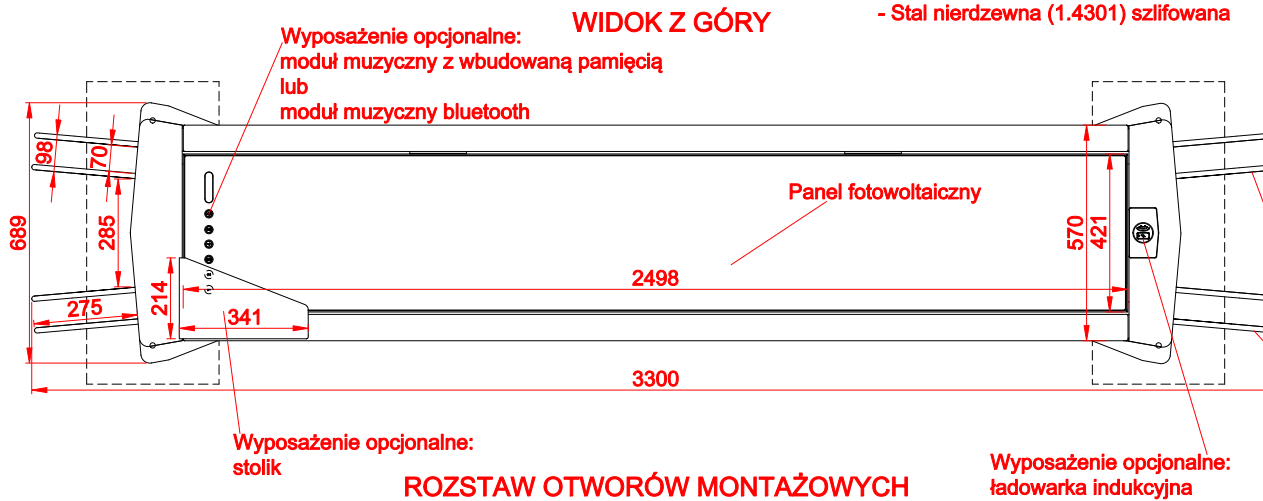 WIDOK Z GÓRY
- Stal nierdzewna (1.4301) szlifowana
Wyposażenie opcjonalne:
moduł muzyczny z wbudowaną pamięcią
lub
moduł muzyczny bluetooth
98
70
Panel fotowoltaiczny
689
285
570
421
2498
214
275
341
3300
Wyposażenie opcjonalne:
stolik
Wyposażenie opcjonalne:
ładowarka indukcyjna
ROZSTAW OTWORÓW MONTAŻOWYCH